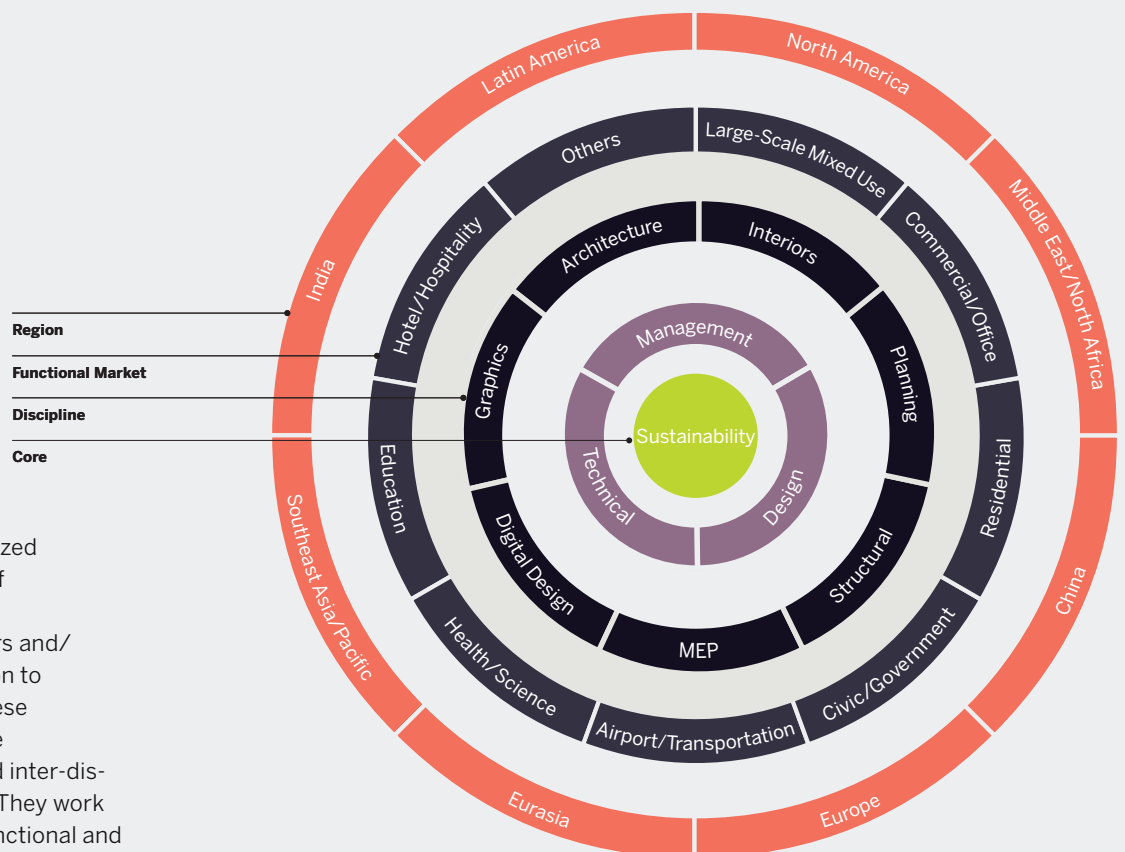 Latin America
North America
India
Middle East/North Africa
Southeast Asia/Pacific
China
Eurasia
Europe
Others
Large-Scale Mixed Use
Hotel/Hospitality
Commercial/Office
Education
Residential
Health/Science
Civic/Government
Airport/Transportation
Architecture
Interiors
Graphics
Planning
Digital Design
Structural
MEP
Management
Technical
Design
Sustainability
Region
Functional Market
Discipline
Core
zed
f
rs and/
on to
ese
e
d inter-dis-
They work
nctional and